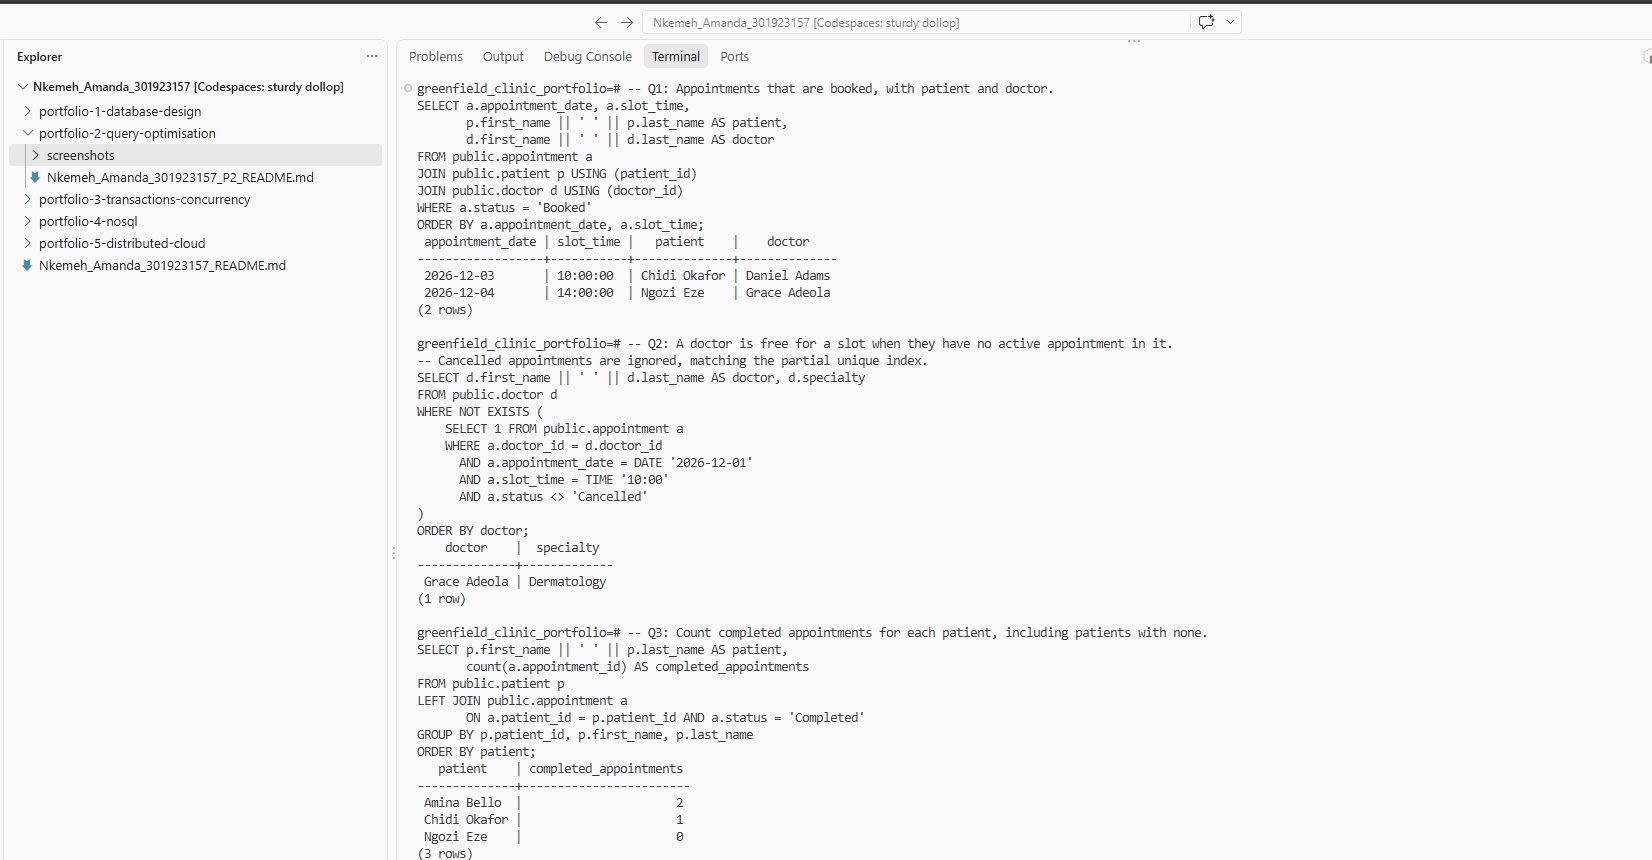 Nkemeh_Amanda_301923157 [Codespaces: sturdy dollop]
Explorer
Nkemeh_Amanda_301923157 [Codespaces: sturdy dollop]
portfolio-1-database-design
portfolio-2-query-optimisation
screenshots
Nkemeh_Amanda_301923157_P2_README.md
portfolio-3-transactions-concurrency
portfolio-4-nosql
portfolio-5-distributed-cloud
Nkemeh_Amanda_301923157_README.md
Problems Output Debug Console Terminal Ports
greenfield_clinic_portfolio=# -- Q1: Appointments that are booked, with patient and doctor.
SELECT a.appointment_date, a.slot_time,
       p.first_name || ' ' || p.last_name AS patient,
       d.first_name || ' ' || d.last_name AS doctor
FROM public.appointment a
JOIN public.patient p USING (patient_id)
JOIN public.doctor d USING (doctor_id)
WHERE a.status = 'Booked'
ORDER BY a.appointment_date, a.slot_time;
 appointment_date | slot_time |   patient    |    doctor
------------------+-----------+--------------+--------------
 2026-12-03       | 10:00:00  | Chidi Okafor | Daniel Adams
 2026-12-04       | 14:00:00  | Ngozi Eze    | Grace Adeola
(2 rows)
greenfield_clinic_portfolio=# -- Q2: A doctor is free for a slot when they have no active appointment in it.
-- Cancelled appointments are ignored, matching the partial unique index.
SELECT d.first_name || ' ' || d.last_name AS doctor, d.specialty
FROM public.doctor d
WHERE NOT EXISTS (
    SELECT 1 FROM public.appointment a
    WHERE a.doctor_id = d.doctor_id
      AND a.appointment_date = DATE '2026-12-01'
      AND a.slot_time = TIME '10:00'
      AND a.status <> 'Cancelled'
)
ORDER BY doctor;
    doctor    |  specialty
--------------+-------------
 Grace Adeola | Dermatology
(1 row)
greenfield_clinic_portfolio=# -- Q3: Count completed appointments for each patient, including patients with none.
SELECT p.first_name || ' ' || p.last_name AS patient,
       count(a.appointment_id) AS completed_appointments
FROM public.patient p
LEFT JOIN public.appointment a
       ON a.patient_id = p.patient_id AND a.status = 'Completed'
GROUP BY p.patient_id, p.first_name, p.last_name
ORDER BY patient;
   patient    | completed_appointments
--------------+------------------------
 Amina Bello  |                      2
 Chidi Okafor |                      1
 Ngozi Eze    |                      0
(3 rows)